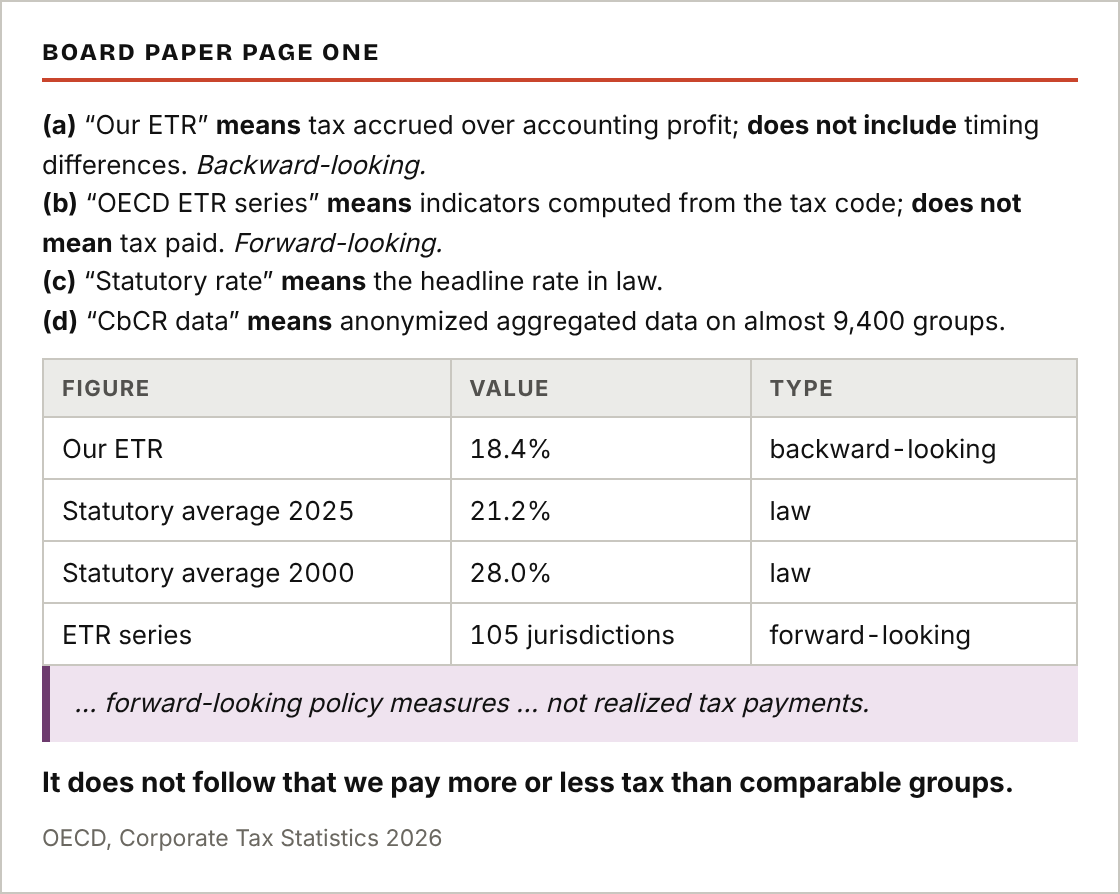 BOARD PAPER PAGE ONE
(a) “Our ETR” means tax accrued over accounting profit; does not include timing
differences. Backward-looking.
(b) “OECD ETR series” means indicators computed from the tax code; does not
mean tax paid. Forward-looking.
(c) “Statutory rate” means the headline rate in law.
(d) “CbCR data” means anonymized aggregated data on almost 9,400 groups.
FIGURE VALUE TYPE
Our ETR 18.4% backward-looking
Statutory average 2025 21.2% law
Statutory average 2000 28.0% law
ETR series 105 jurisdictions forward-looking
... forward-looking policy measures ... not realized tax payments.
It does not follow that we pay more or less tax than comparable groups.
OECD, Corporate Tax Statistics 2026